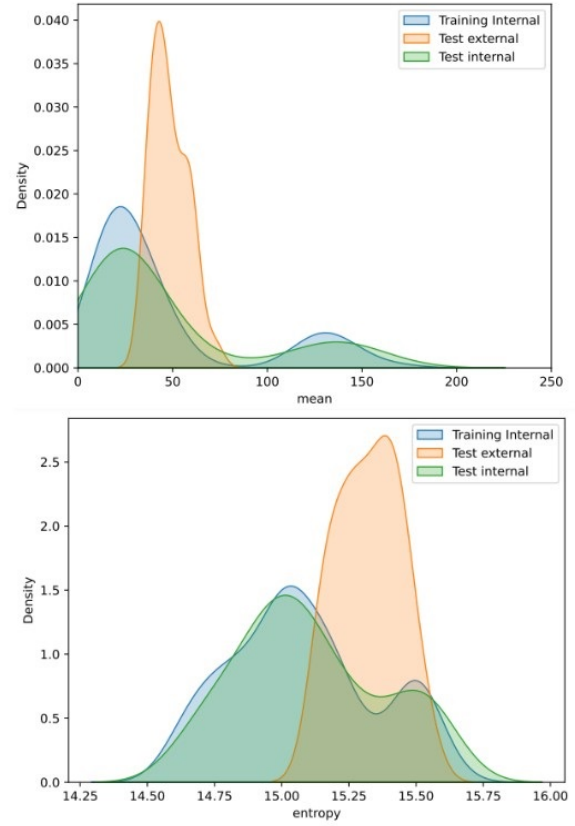 0.040
0.035
0.030
0.025
0.020
0.015
0.010
0.005
0.000
Density
0
50
100
150
200
250
mean
Training Internal
Test external
Test internal
2.5
2.0
1.5
1.0
0.5
0.0
Density
14.25
14.50
14.75
15.00
15.25
15.50
15.75
16.00
entropy
Training Internal
Test external
Test internal